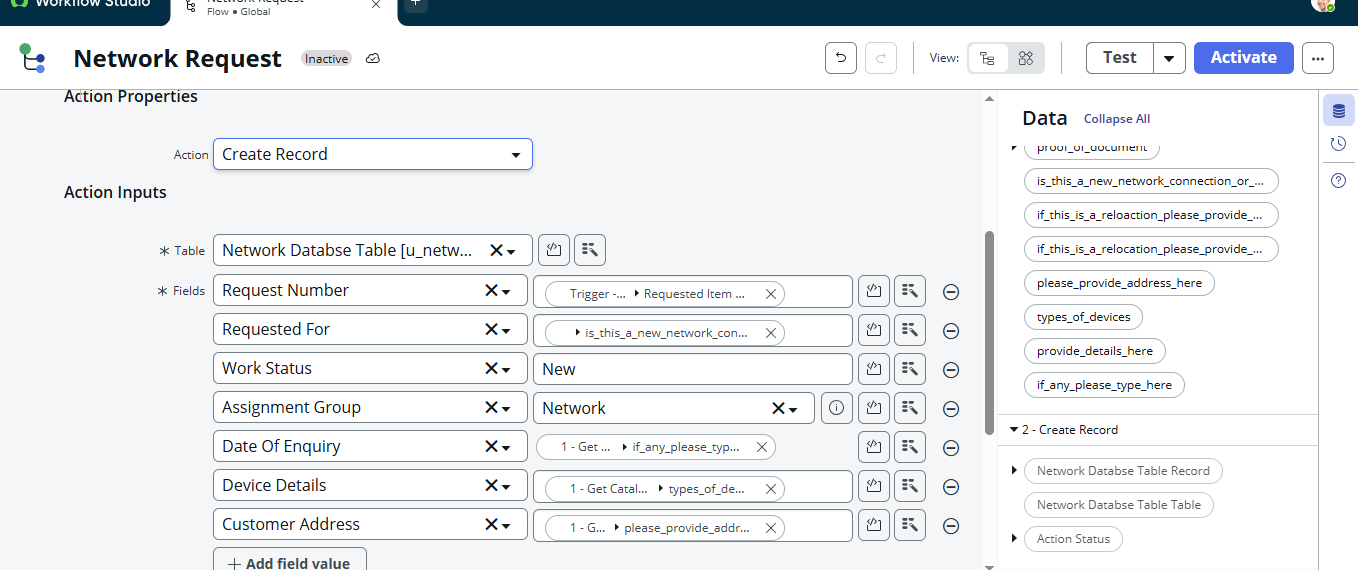 Workflow Studio
Network Request
Flow • Global
Network Request
Inactive
View:
Test
Activate
Action Properties
Action
Create Record
Action Inputs
Table
Network Databse Table [u_netw...
Fields
Request Number
Trigger -...
Requested Item ...
Requested For
is_this_a_new_network_con...
Work Status
New
Assignment Group
Network
Date Of Enquiry
1 - Get ...
if_any_please_typ...
Device Details
1 - Get Catal...
types_of_de...
Customer Address
1 - G...
please_provide_addr...
+ Add field value
Data
Collapse All
proof_of_document
is_this_a_new_network_connection_or_...
if_this_is_a_reloaction_please_provide_...
if_this_is_a_relocation_please_provide_...
please_provide_address_here
types_of_devices
provide_details_here
if_any_please_type_here
2 - Create Record
Network Databse Table Record
Network Databse Table Table
Action Status